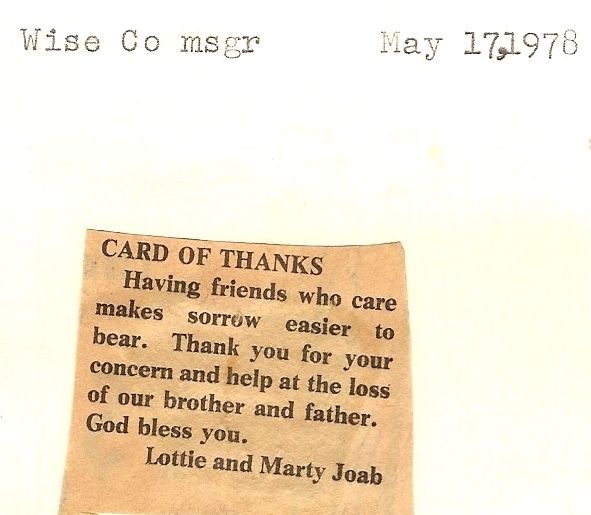 Wise Co msgr May 17,1978
CARD OF THANKS
Having friends who care
makes sorrow easier to
bear. Thank you for your
concern and help at the loss
of our brother and father.
God bless you.
Lottie and Marty Joab